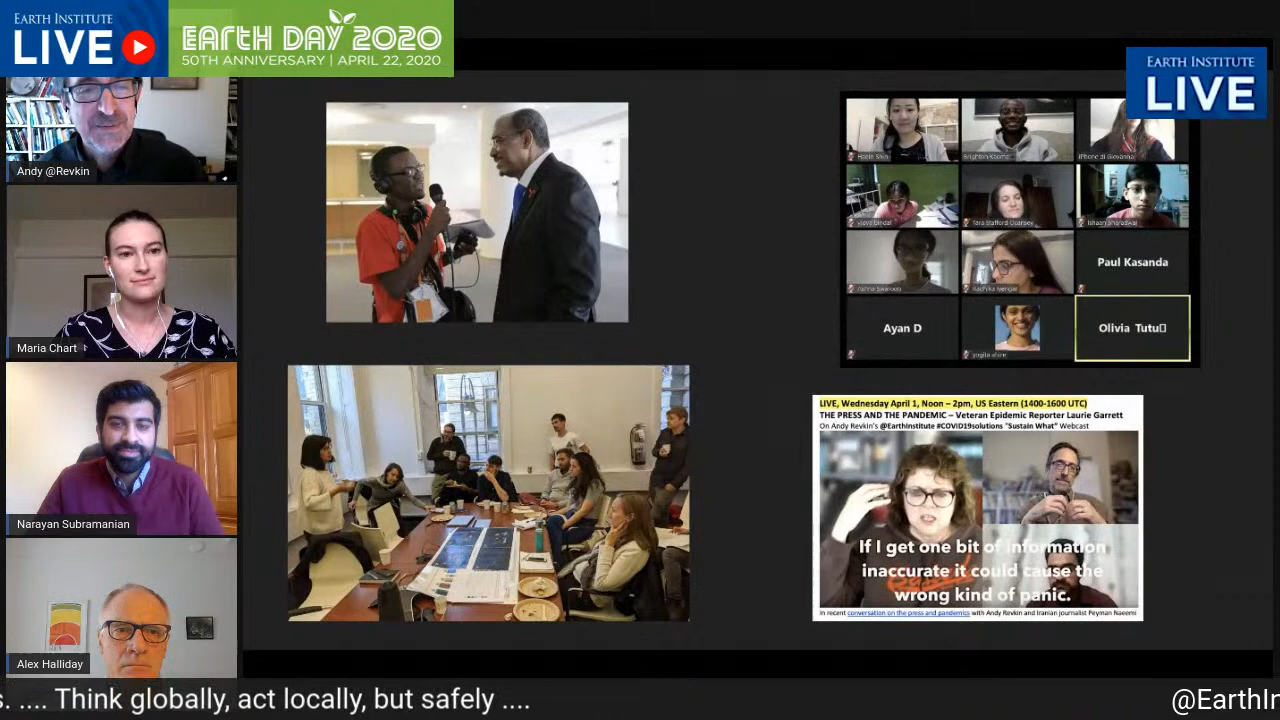 EARTH INSTITUTE
LIVE
EARTH DAY 2020
50TH ANNIVERSARY | APRIL 22, 2020
EARTH INSTITUTE
LIVE
Andy @Revkin
Maria Chart
Narayan Subramanian
Alex Halliday
Paul Kasanda
Ayan D
yogita ahire
Olivia Tutu
LIVE, Wednesday April 1, Noon – 2pm, US Eastern (1400-1600 UTC)
THE PRESS AND THE PANDEMIC – Veteran Epidemic Reporter Laurie Garrett
On Andy Revkin's @EarthInstitute #COVID19solutions "Sustain What" Webcast
If I get one bit of information
inaccurate it could cause the
wrong kind of panic.
In recent conversation on the press and pandemics with Andy Revkin and Iranian journalist Peyman Naeemi
s. .... Think globally, act locally, but safely ....
@EarthIn